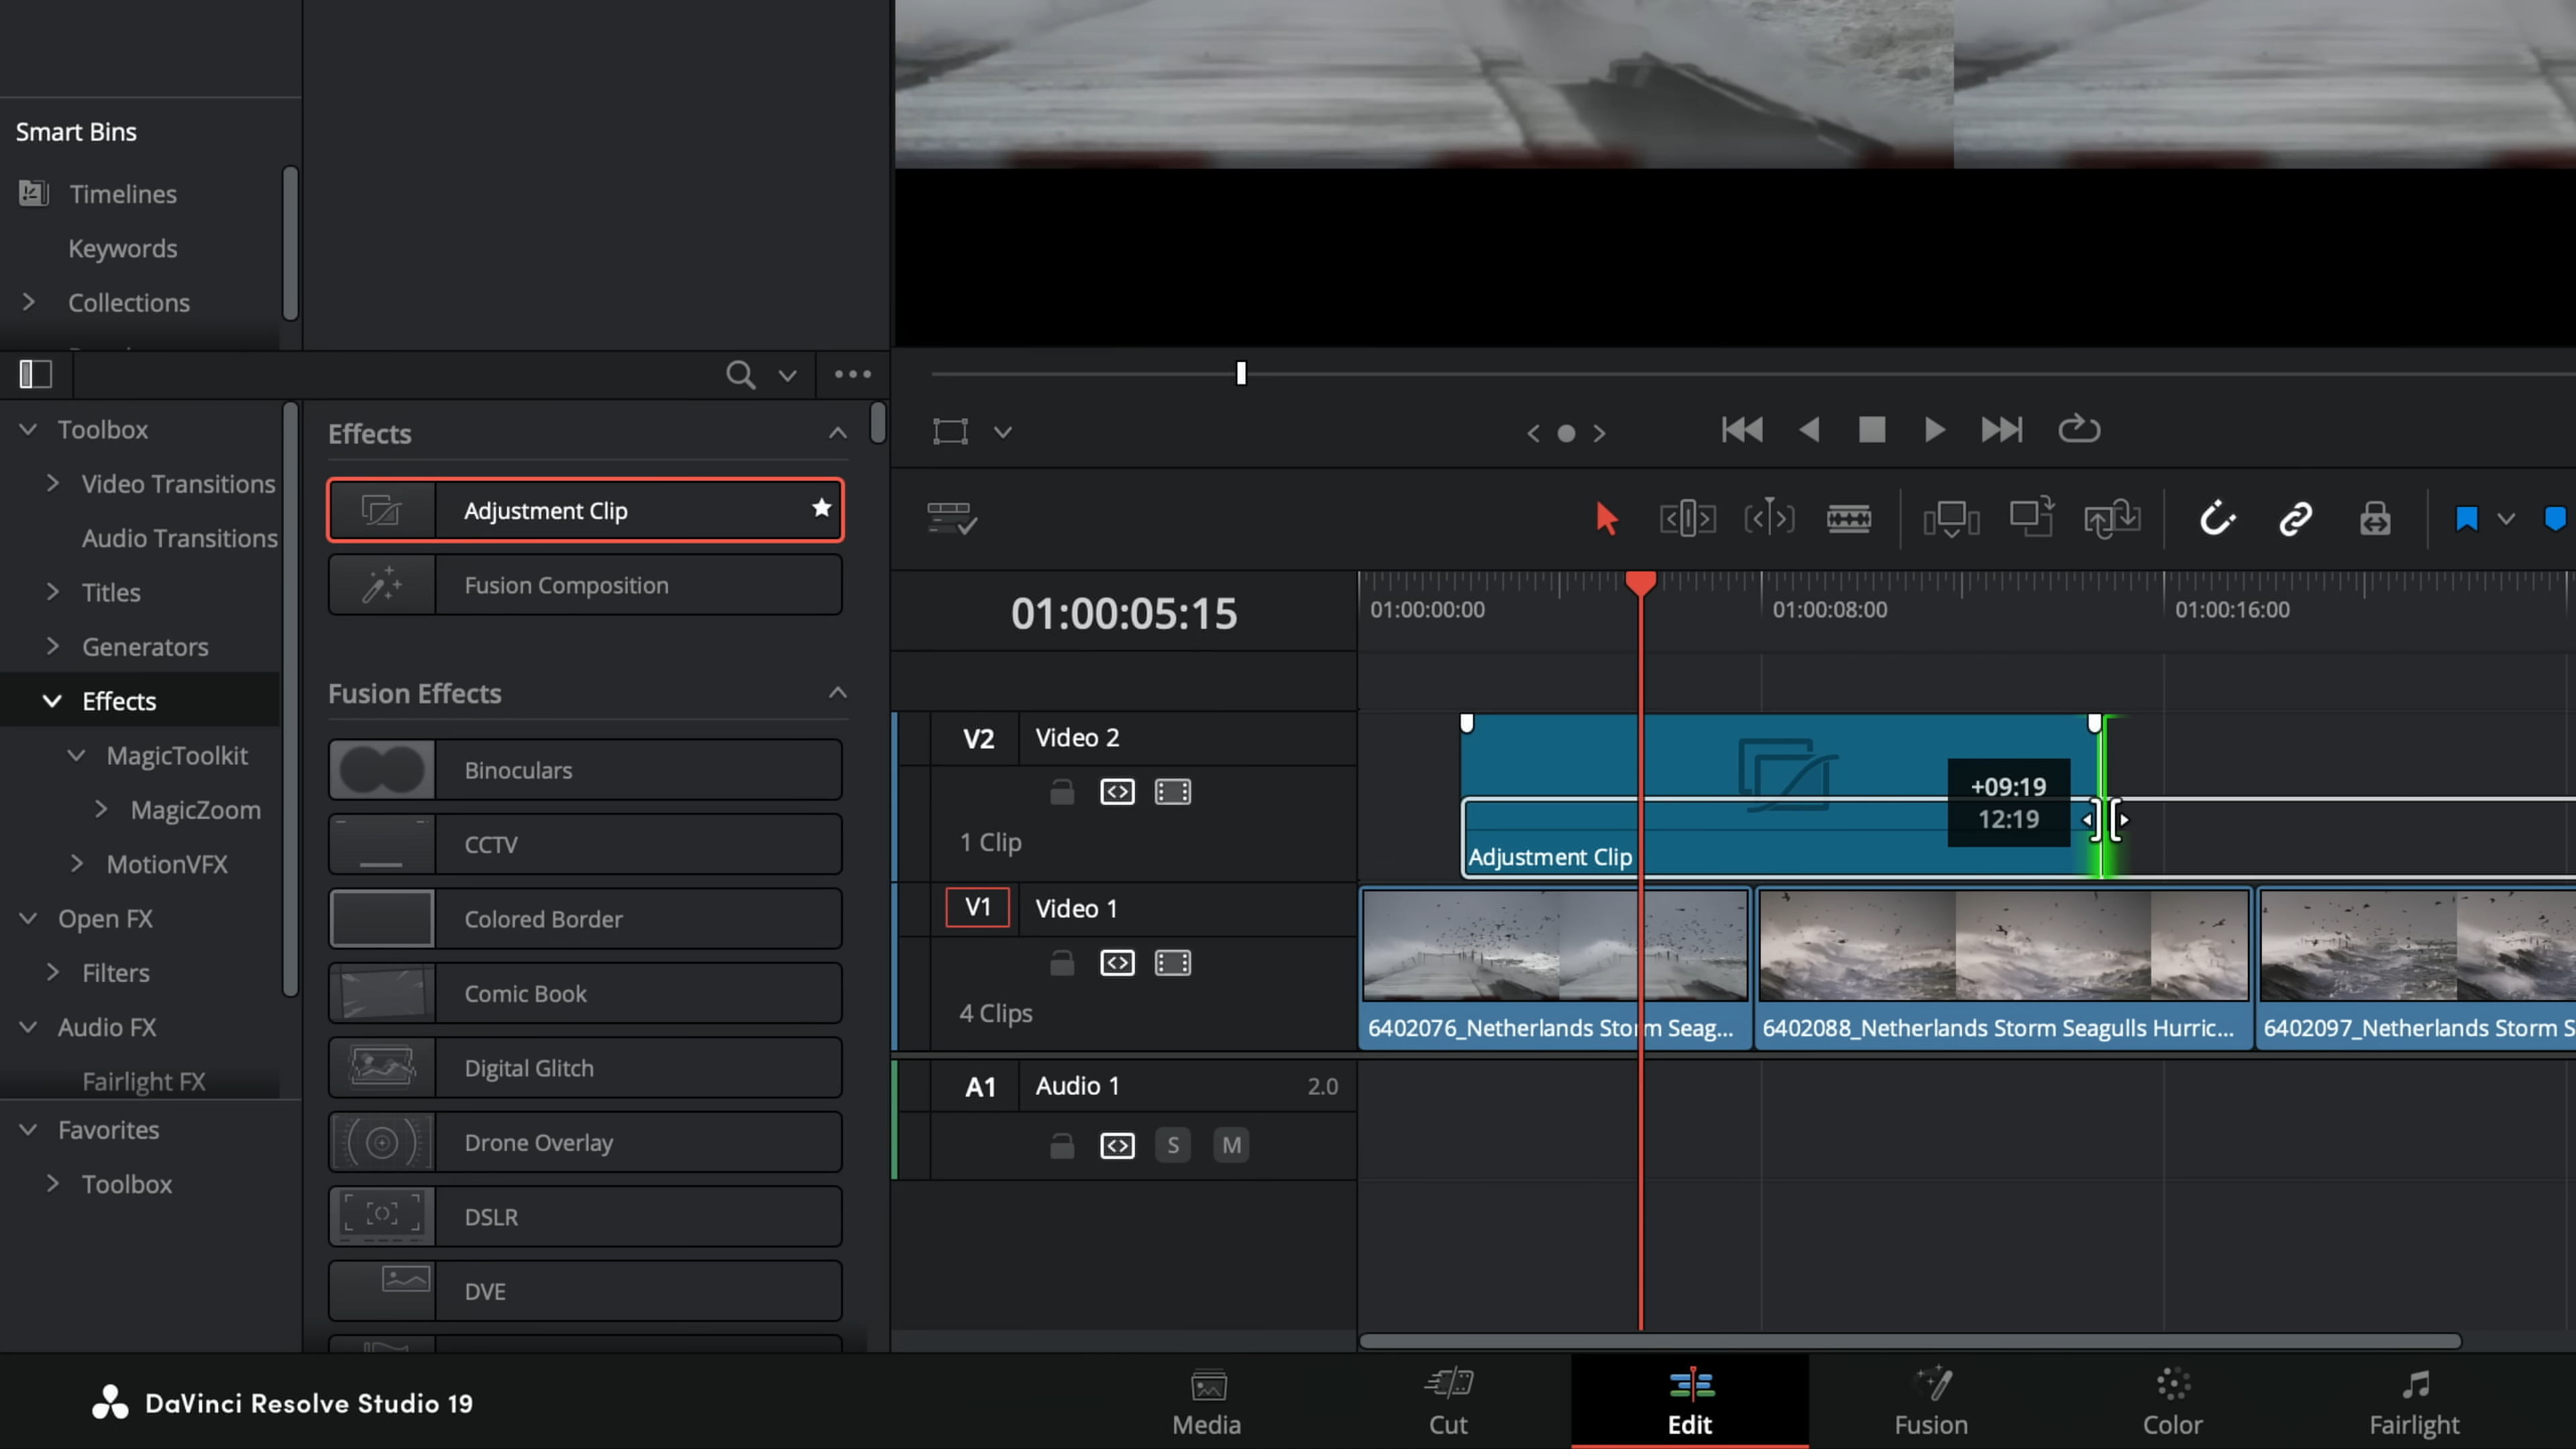 Smart Bins
Timelines
Keywords
Collections
Toolbox
Video Transitions
Audio Transitions
Titles
Generators
Effects
MagicToolkit
MagicZoom
MotionVFX
Open FX
Filters
Audio FX
Fairlight FX
Favorites
Toolbox
Effects
Adjustment Clip
Fusion Composition
Fusion Effects
Binoculars
CCTV
Colored Border
Comic Book
Digital Glitch
Drone Overlay
DSLR
DVE
01:00:05:15
01:00:00:00
01:00:08:00
01:00:16:00
V2 Video 2
1 Clip
Adjustment Clip
+09:19
12:19
V1 Video 1
4 Clips
6402076_Netherlands Storm Seag...
6402088_Netherlands Storm Seagulls Hurric...
6402097_Netherlands Storm S
A1 Audio 1 2.0
S M
DaVinci Resolve Studio 19
Media
Cut
Edit
Fusion
Color
Fairlight